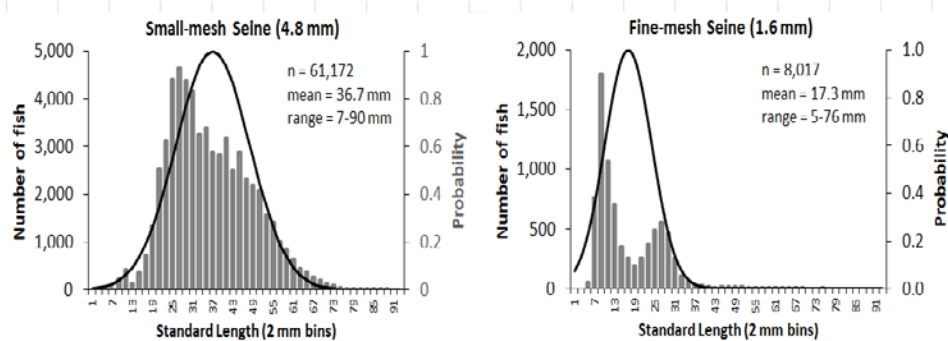 Small-mesh Seine (4.8 mm)
5,000
4,000
3,000
2,000
1,000
0
Number of fish
n = 61,172
mean = 36.7 mm
range = 7-90 mm
1
0.8
0.6
0.4
0.2
0
Probability
1 7 13 19 25 31 37 43 49 55 61 67 73 79 85 91
Standard Length (2 mm bins)
Fine-mesh Seine (1.6 mm)
2,000
1,500
1,000
500
0
Number of fish
n = 8,017
mean = 17.3 mm
range = 5-76 mm
1.0
0.8
0.6
0.4
0.2
0.0
Probability
1 7 13 19 25 31 37 43 49 55 61 67 73 79 85 91
Standard Length (2 mm bins)